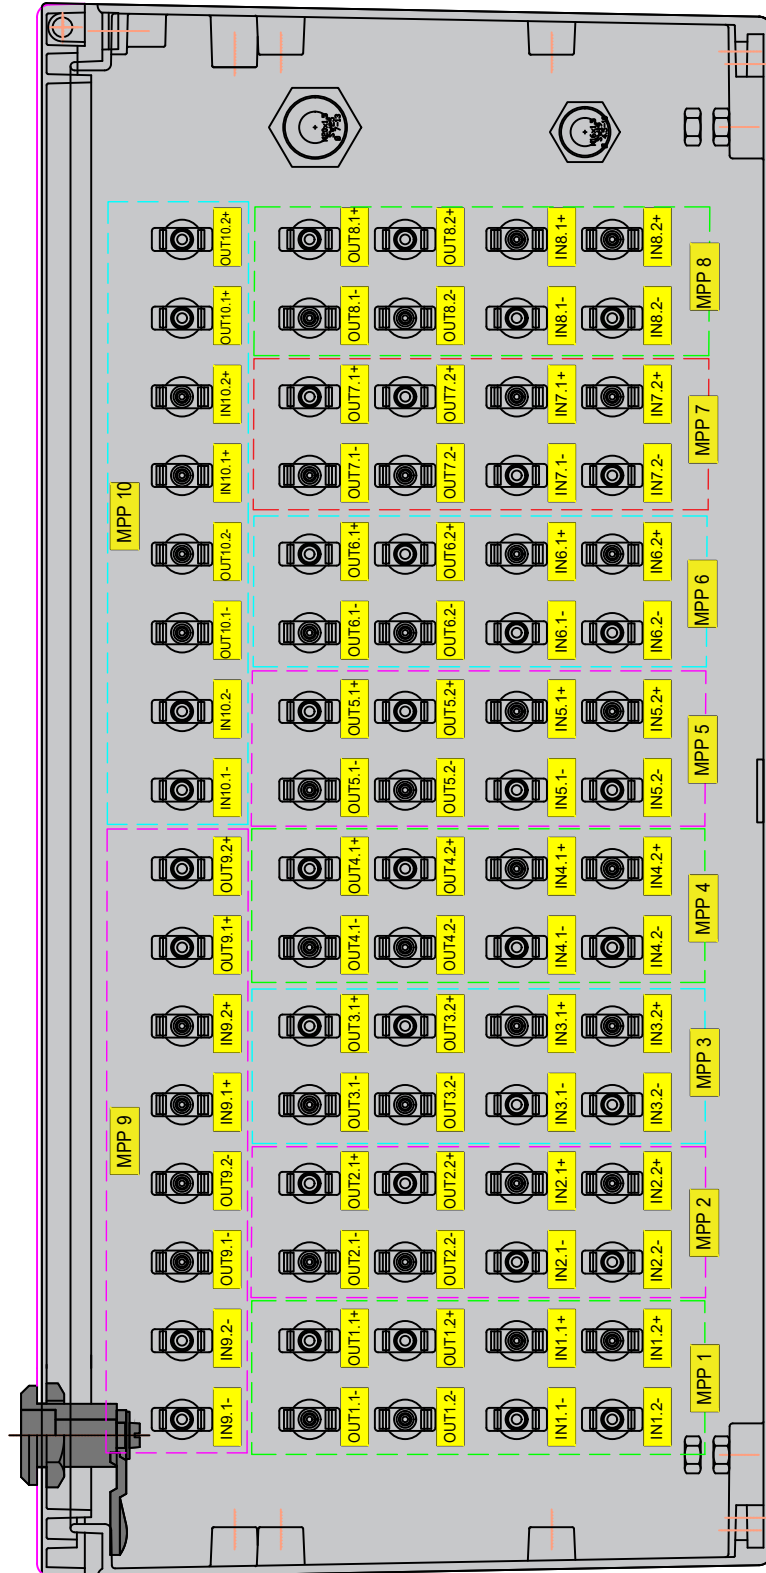 MPP 9 MPP 10
IN9.1- IN9.2- OUT9.1- OUT9.2- IN9.1+ IN9.2+ OUT9.1+ OUT9.2+ IN10.1- IN10.2- OUT10.1- OUT10.2- IN10.1+ IN10.2+ OUT10.1+ OUT10.2+
OUT1.1- OUT1.1+ OUT2.1- OUT2.1+ OUT3.1- OUT3.1+ OUT4.1- OUT4.1+ OUT5.1- OUT5.1+ OUT6.1- OUT6.1+ OUT7.1- OUT7.1+ OUT8.1- OUT8.1+
OUT1.2- OUT1.2+ OUT2.2- OUT2.2+ OUT3.2- OUT3.2+ OUT4.2- OUT4.2+ OUT5.2- OUT5.2+ OUT6.2- OUT6.2+ OUT7.2- OUT7.2+ OUT8.2- OUT8.2+
IN1.1- IN1.1+ IN2.1- IN2.1+ IN3.1- IN3.1+ IN4.1- IN4.1+ IN5.1- IN5.1+ IN6.1- IN6.1+ IN7.1- IN7.1+ IN8.1- IN8.1+
IN1.2- IN1.2+ IN2.2- IN2.2+ IN3.2- IN3.2+ IN4.2- IN4.2+ IN5.2- IN5.2+ IN6.2- IN6.2+ IN7.2- IN7.2+ IN8.2- IN8.2+
MPP 1 MPP 2 MPP 3 MPP 4 MPP 5 MPP 6 MPP 7 MPP 8